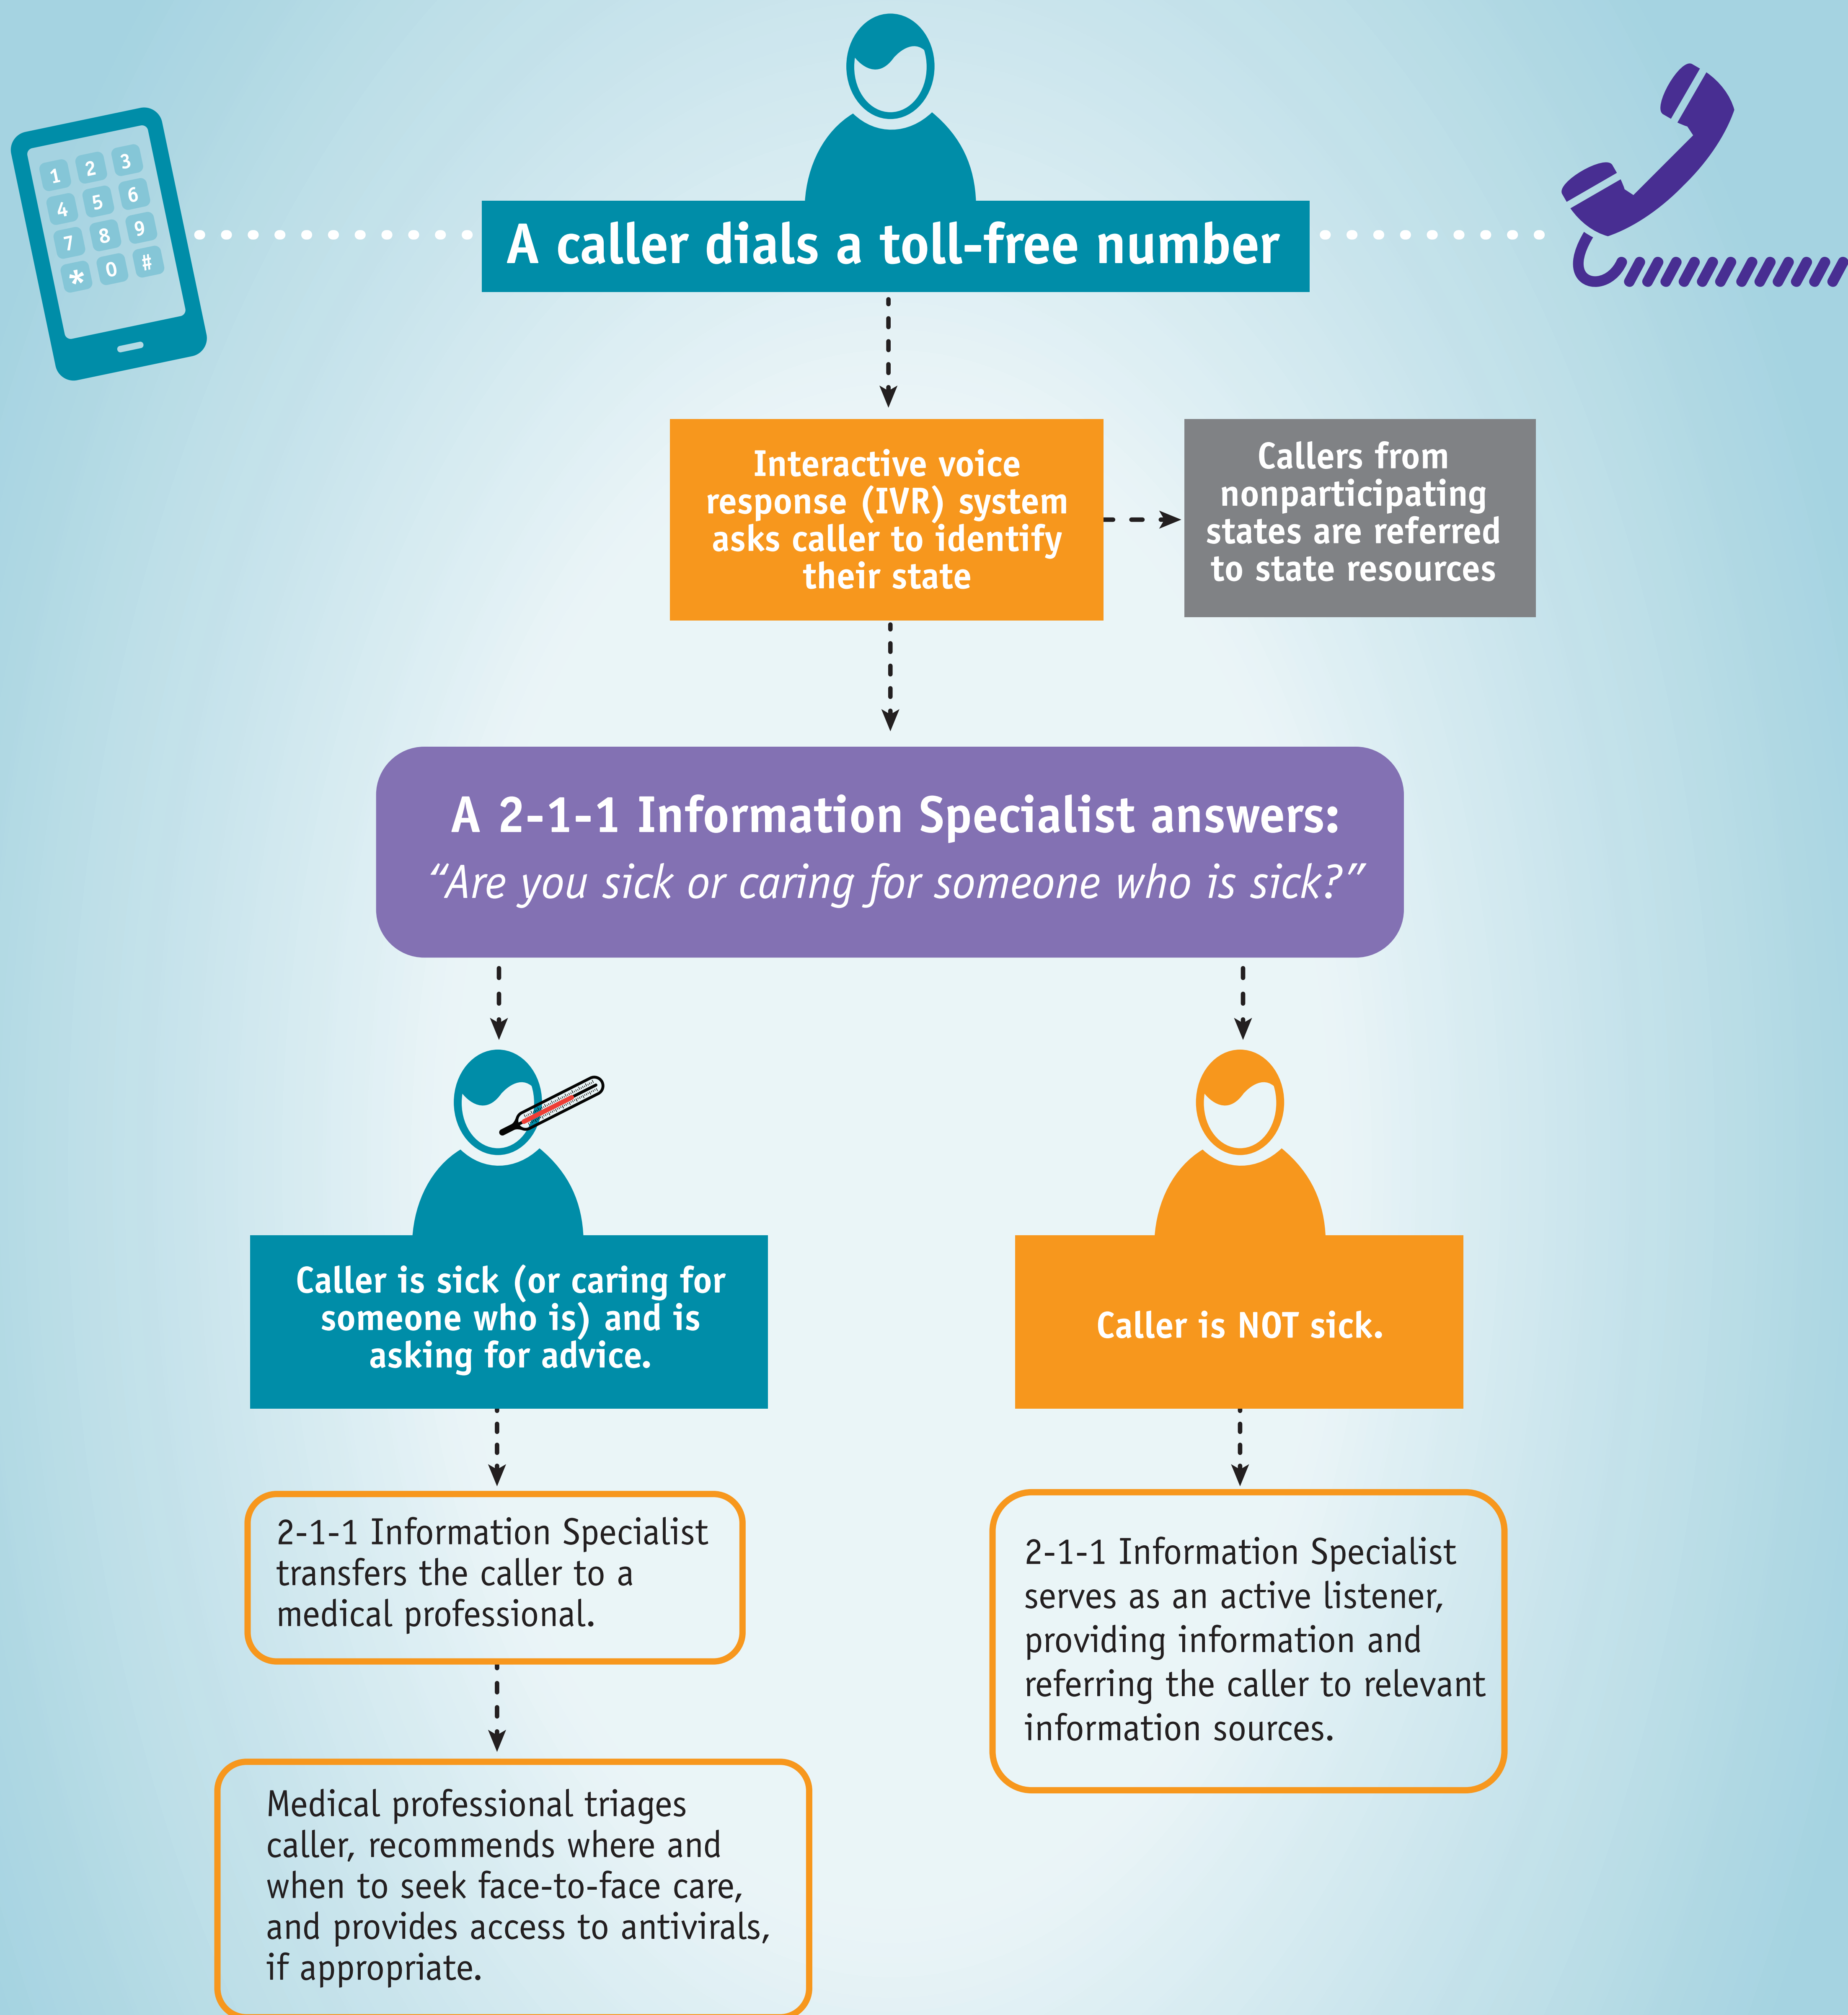 1 2 3
4 5 6
7 8 9
* 0 #
A caller dials a toll-free number
Interactive voice
response (IVR) system
asks caller to identify
their state
Callers from
nonparticipating
states are referred
to state resources
A 2-1-1 Information Specialist answers:
“Are you sick or caring for someone who is sick?”
Caller is sick (or caring for
someone who is) and is
asking for advice.
Caller is NOT sick.
2-1-1 Information Specialist
transfers the caller to a
medical professional.
2-1-1 Information Specialist
serves as an active listener,
providing information and
referring the caller to relevant
information sources.
Medical professional triages
caller, recommends where and
when to seek face-to-face care,
and provides access to antivirals,
if appropriate.